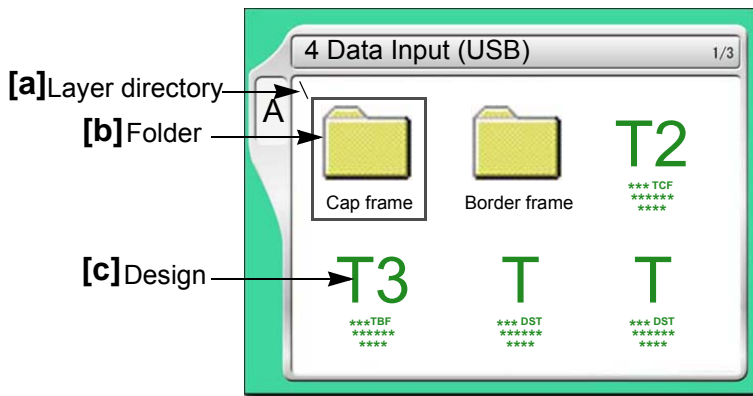 4 Data Input (USB) 1/3
[a]Layer directory \
A
[b]Folder
Cap frame Border frame T2
*** TCF
******
****
[c]Design T3 T T
***TBF *** DST *** DST
****** ****** ******
**** **** ****